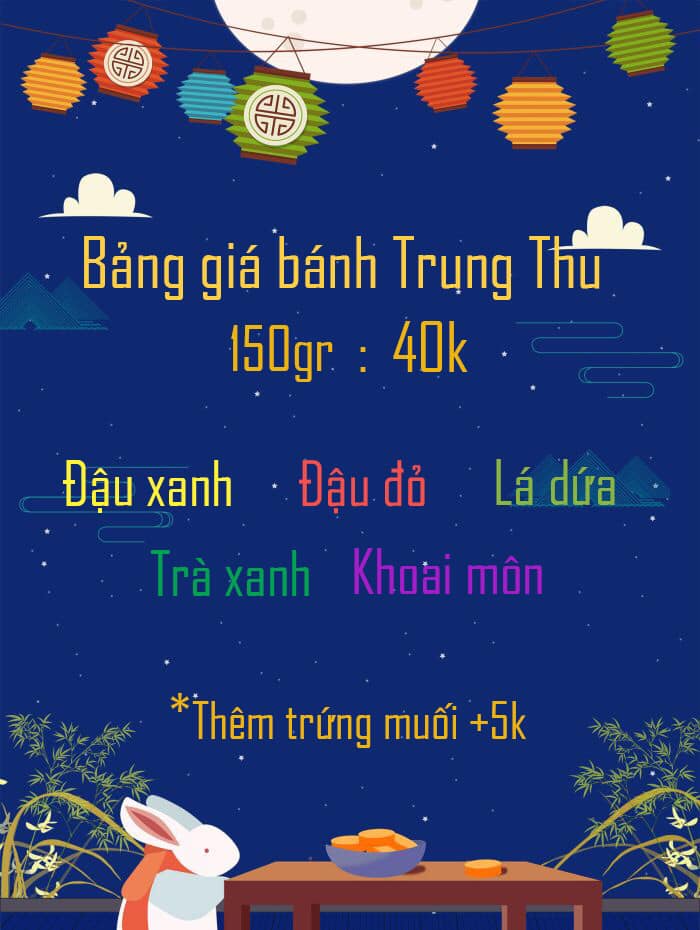 Bảng giá bánh Trung Thu
150gr : 40k
Đậu xanh Đậu đỏ Lá dứa
Trà xanh Khoai môn
*Thêm trứng muối +5k